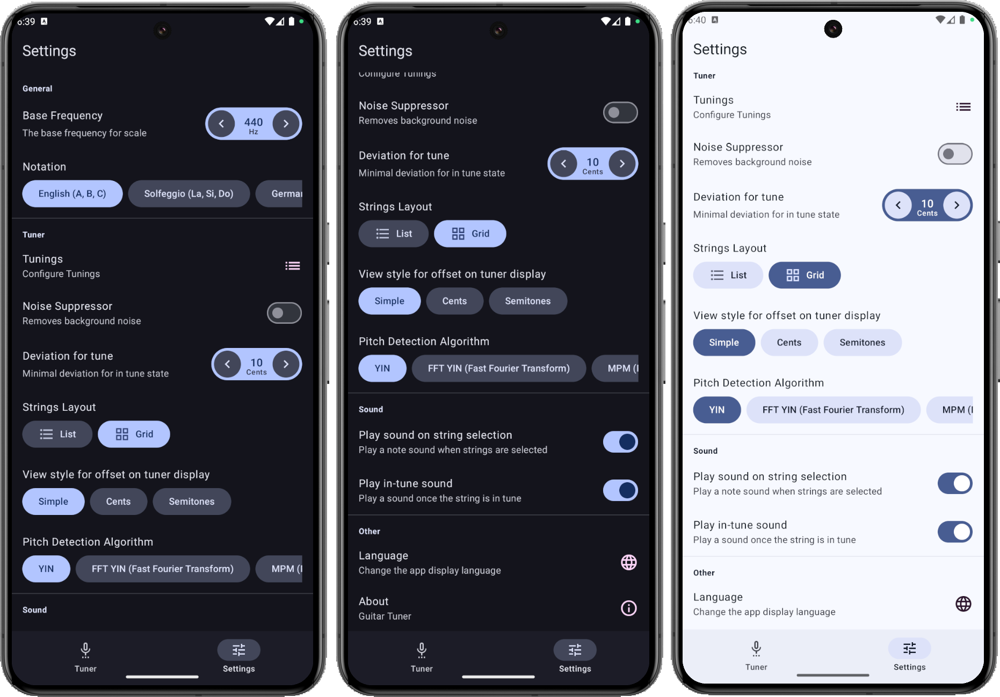 6:39
Settings
General
Base Frequency
The base frequency for scale
440
Hz
Notation
English (A, B, C)
Solfeggio (La, Si, Do)
German
Tuner
Tunings
Configure Tunings
Noise Suppressor
Removes background noise
Deviation for tune
Minimal deviation for in tune state
10
Cents
Strings Layout
List
Grid
View style for offset on tuner display
Simple
Cents
Semitones
Pitch Detection Algorithm
YIN
FFT YIN (Fast Fourier Transform)
MPM (
Sound
Tuner
Settings
6:39
Settings
Configure Tunings
Noise Suppressor
Removes background noise
Deviation for tune
Minimal deviation for in tune state
10
Cents
Strings Layout
List
Grid
View style for offset on tuner display
Simple
Cents
Semitones
Pitch Detection Algorithm
YIN
FFT YIN (Fast Fourier Transform)
MPM (
Sound
Play sound on string selection
Play a note sound when strings are selected
Play in-tune sound
Play a sound once the string is in tune
Other
Language
Change the app display language
About
Guitar Tuner
Tuner
Settings
6:40
Settings
Tuner
Tunings
Configure Tunings
Noise Suppressor
Removes background noise
Deviation for tune
Minimal deviation for in tune state
10
Cents
Strings Layout
List
Grid
View style for offset on tuner display
Simple
Cents
Semitones
Pitch Detection Algorithm
YIN
FFT YIN (Fast Fourier Transform)
MPM (
Sound
Play sound on string selection
Play a note sound when strings are selected
Play in-tune sound
Play a sound once the string is in tune
Other
Language
Change the app display language
Tuner
Settings